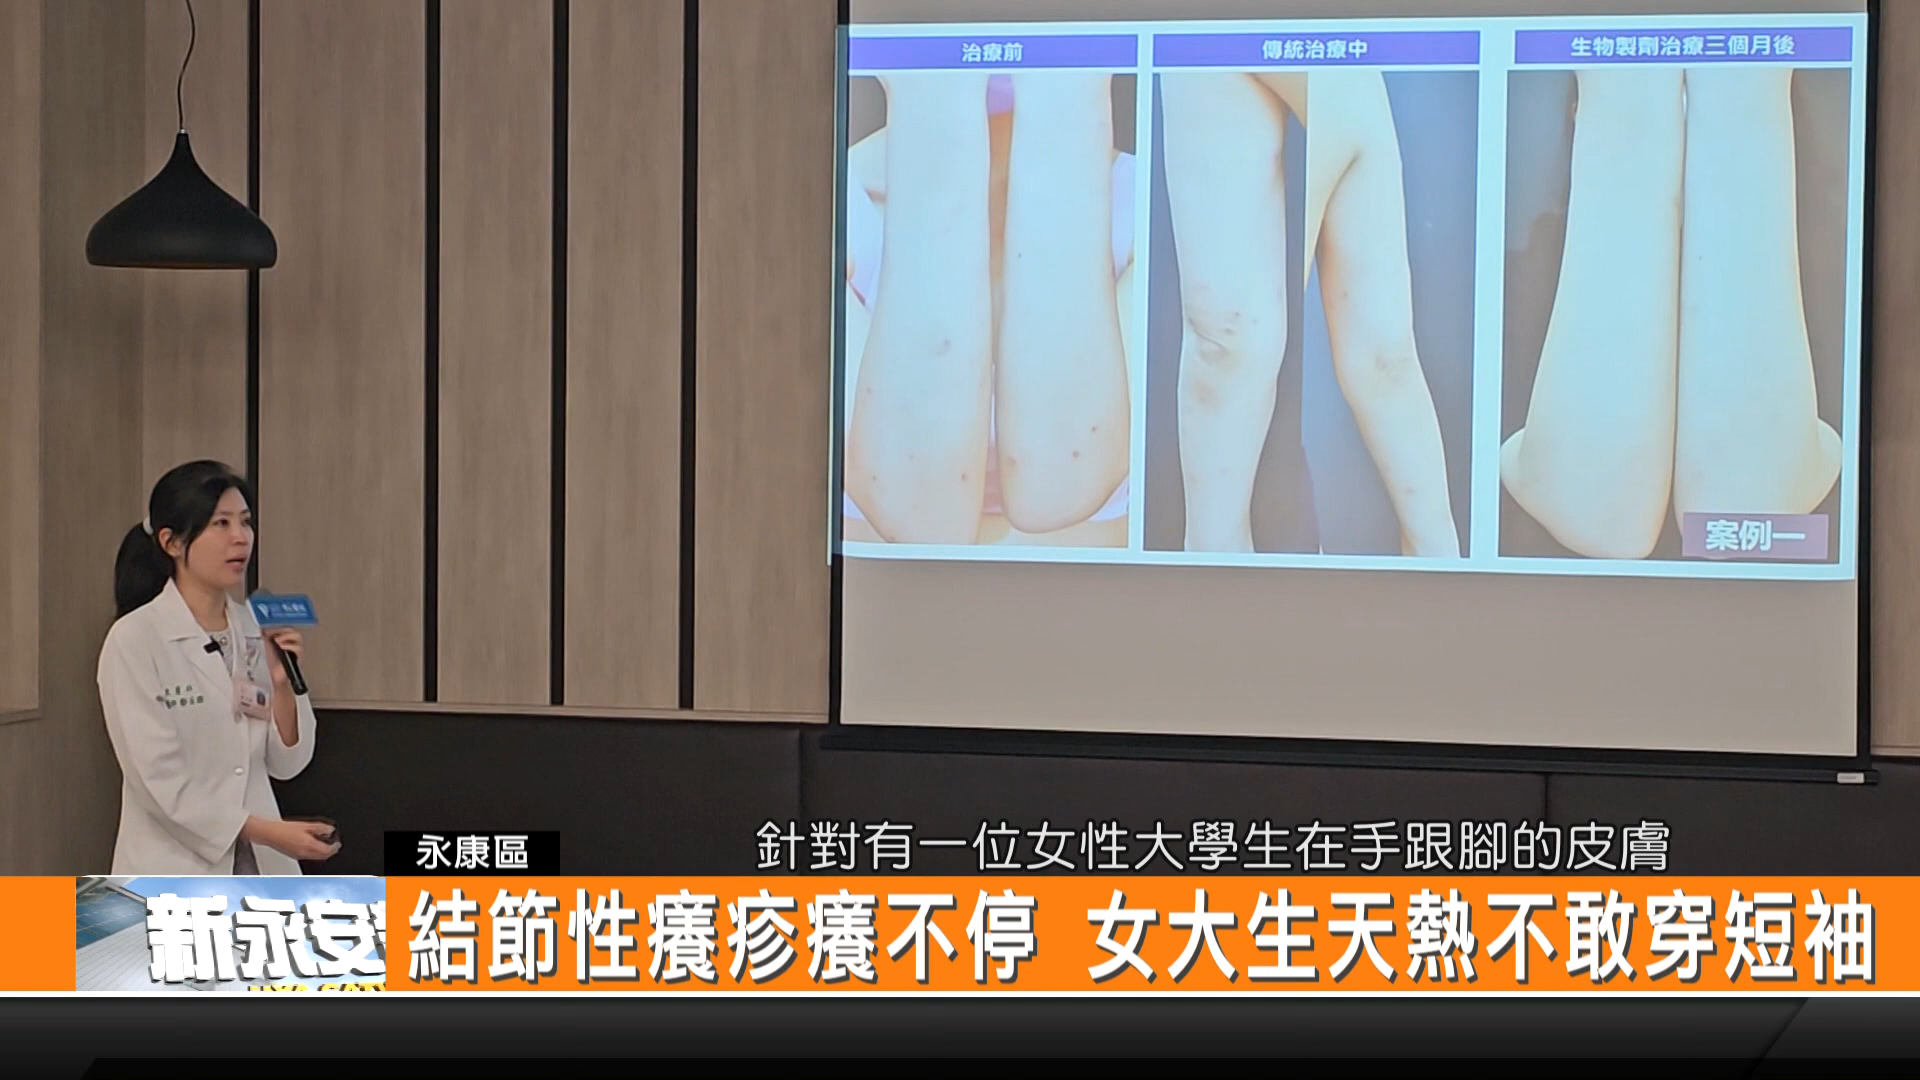 治療前
傳統治療中
生物製劑治療三個月後
案例一
永康區
針對有一位女性大學生在手跟腳的皮膚
新永安
結節性癢疹癢不停 女大生天熱不敢穿短袖